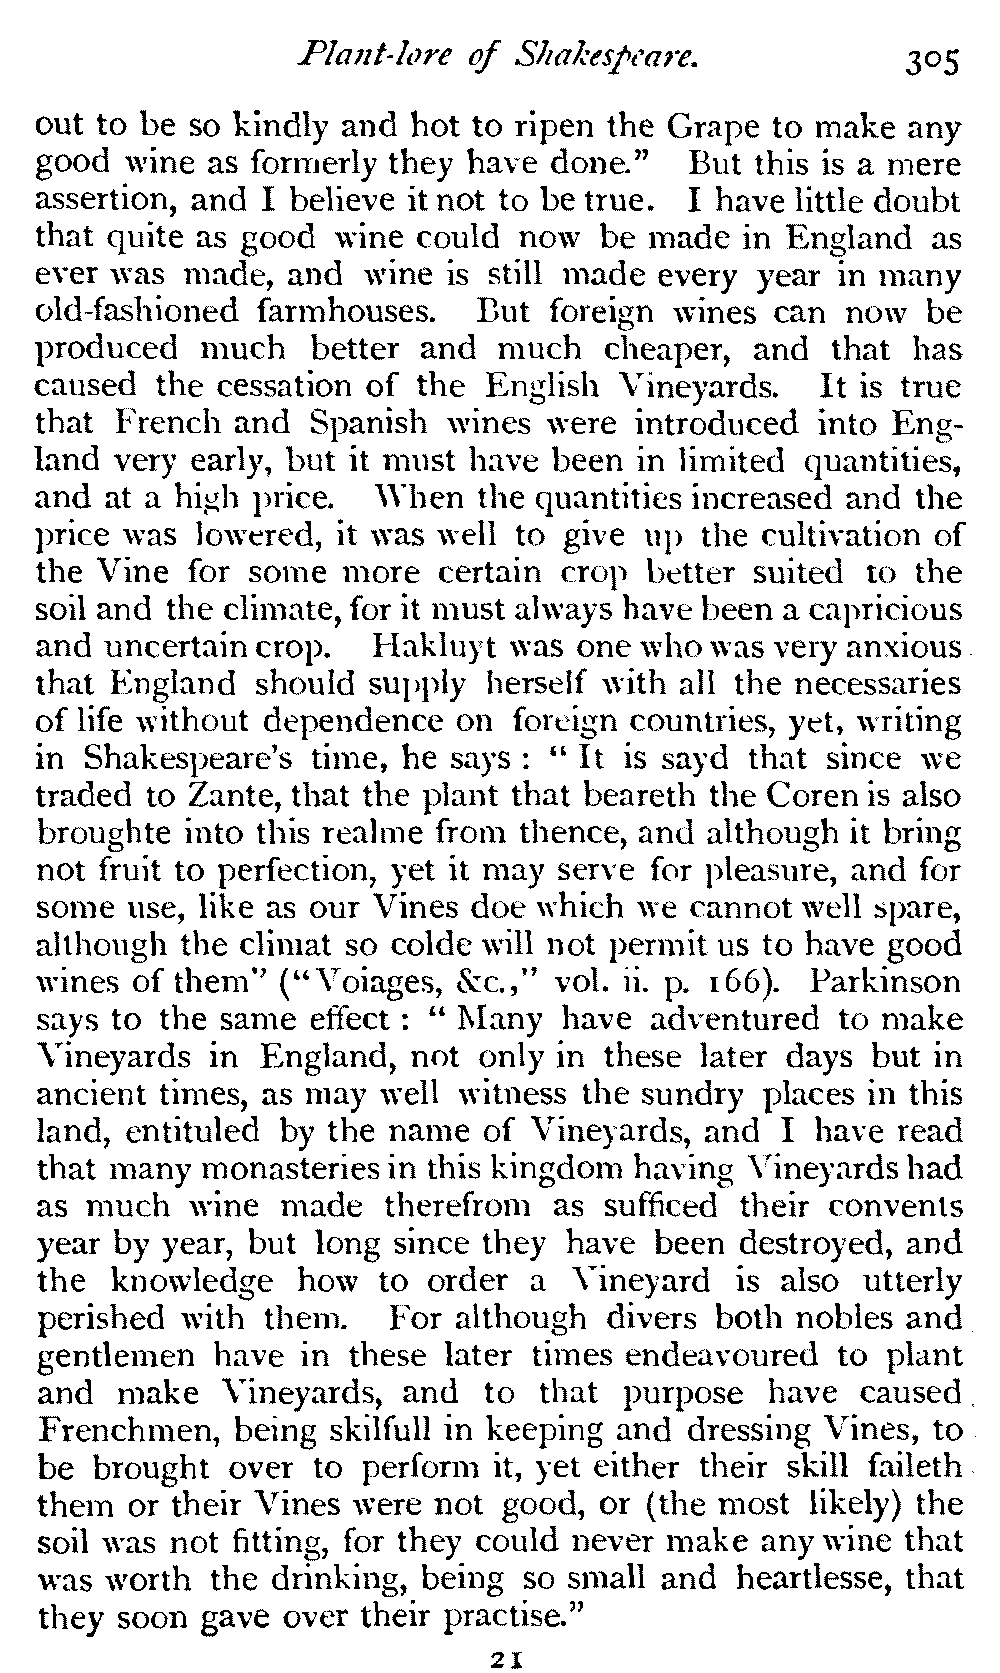 Plant-lore of Shakespeare. 305
out to be so kindly and hot to ripen the Grape to make any
good wine as formerly they have done." But this is a mere
assertion, and I believe it not to be true. I have little doubt
that quite as good wine could now be made in England as
ever was made, and wine is still made every year in many
old-fashioned farmhouses. But foreign wines can now be
produced much better and much cheaper, and that has
caused the cessation of the English Vineyards. It is true
that French and Spanish wines were introduced into Eng-
land very early, but it must have been in limited quantities,
and at a high price. When the quantities increased and the
price was lowered, it was well to give up the cultivation of
the Vine for some more certain crop better suited to the
soil and the climate, for it must always have been a capricious
and uncertain crop. Hakluyt was one who was very anxious
that England should supply herself with all the necessaries
of life without dependence on foreign countries, yet, writing
in Shakespeare's time, he says : " It is sayd that since we
traded to Zante, that the plant that beareth the Coren is also
broughte into this realme from thence, and although it bring
not fruit to perfection, yet it may serve for pleasure, and for
some use, like as our Vines doe which we cannot well spare,
although the climat so colde will not permit us to have good
wines of them" ("Voiages, &c.," vol. ii. p. 166). Parkinson
says to the same effect : " Many have adventured to make
Vineyards in England, not only in these later days but in
ancient times, as may well witness the sundry places in this
land, entituled by the name of Vineyards, and I have read
that many monasteries in this kingdom having Vineyards had
as much wine made therefrom as sufficed their convents
year by year, but long since they have been destroyed, and
the knowledge how to order a Vineyard is also utterly
perished with them. For although divers both nobles and
gentlemen have in these later times endeavoured to plant
and make Vineyards, and to that purpose have caused
Frenchmen, being skilfull in keeping and dressing Vines, to
be brought over to perform it, yet either their skill faileth
them or their Vines were not good, or (the most likely) the
soil was not fitting, for they could never make any wine that
was worth the drinking, being so small and heartlesse, that
they soon gave over their practise."
21